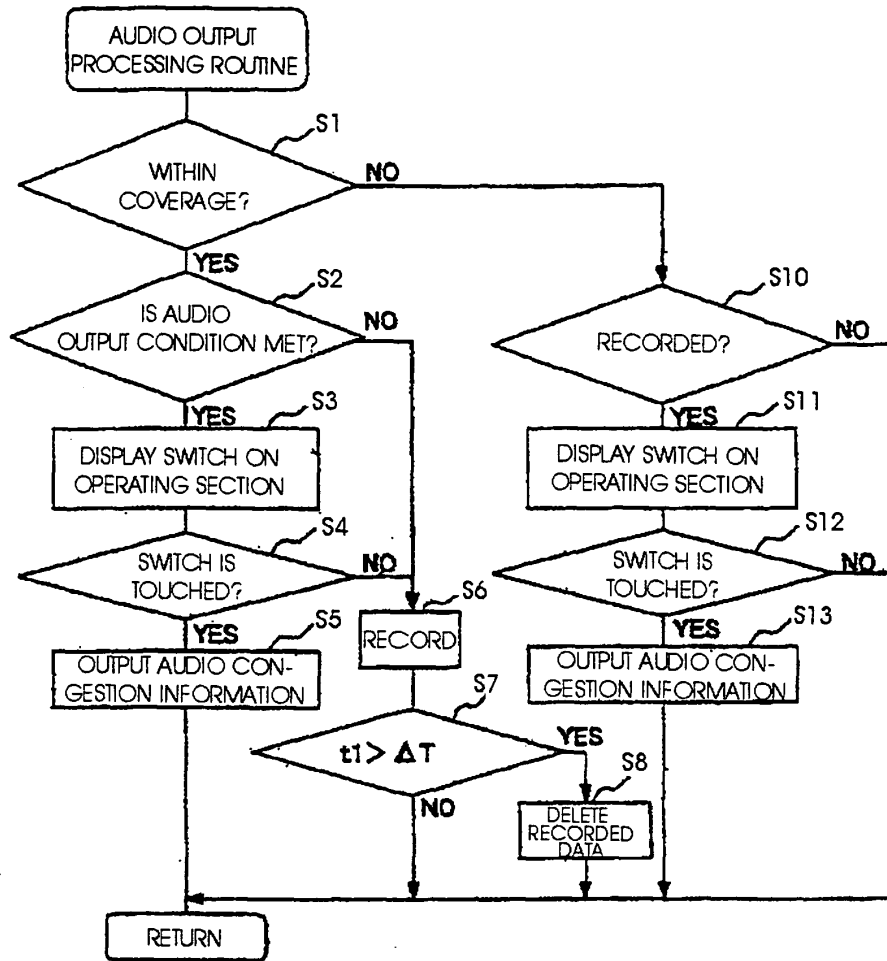 AUDIO OUTPUT
PROCESSING ROUTINE
S1
WITHIN
COVERAGE?
NO
YES
S2
IS AUDIO
OUTPUT CONDITION MET?
NO
YES
S3
DISPLAY SWITCH ON
OPERATING SECTION
S4
SWITCH IS
TOUCHED?
NO
YES
S5
OUTPUT AUDIO CON-
GESTION INFORMATION
S6
RECORD
S7
t1> ΔT
YES
NO
S8
DELETE
RECORDED
DATA
S10
RECORDED?
NO
YES
S11
DISPLAY SWITCH ON
OPERATING SECTION
S12
SWITCH IS
TOUCHED?
NO
YES
S13
OUTPUT AUDIO CON-
GESTION INFORMATION
RETURN